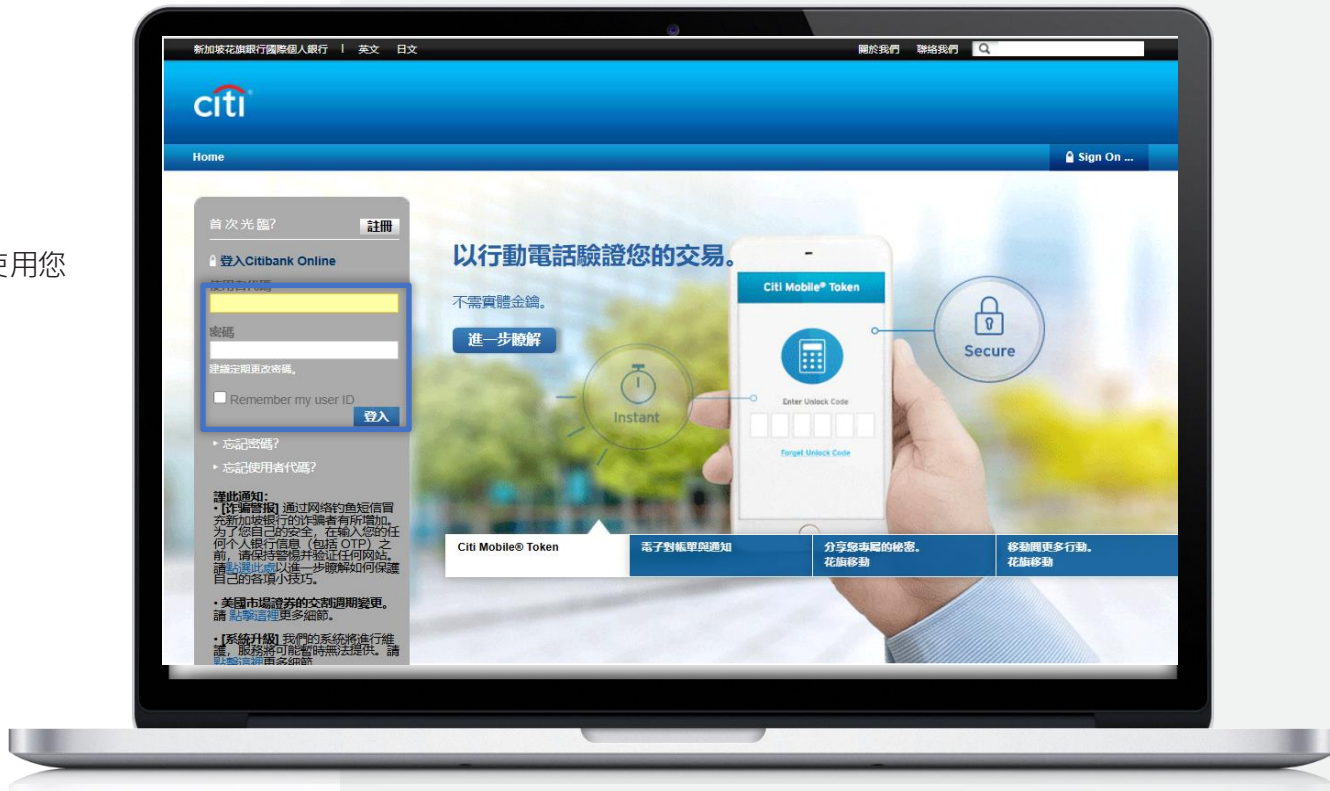 新加坡花旗銀行國際個人銀行 | 英文 日文
關於我們 聯絡我們
citi
Home
Sign On ...
使用您
首次光臨?
註冊
登入Citibank Online
使用者代碼
密碼
建議定期更改密碼。
Remember my user ID
登入
忘記密碼?
忘記使用者代碼?
謹此通知:
• [诈骗警报] 通过网络钓鱼短信冒
充新加坡银行的诈骗者有所增加。
为了您自己的安全，在输入您的任
何个人银行信息（包括 OTP）之
前，请保持警惕并验证任何网站。
請點選此處以進一步瞭解如何保護
自己的各項小技巧。
• 美國市場證券的交割週期變更。
請 點擊這裡更多細節。
• [系統升級] 我們的系統將進行維
護，服務將可能暫時無法提供。請
點擊這裡更多細節
以行動電話驗證您的交易。
不需實體金鑰。
進一步瞭解
Instant
Citi Mobile® Token
Enter Unlock Code
Forget Unlock Code
Secure
Citi Mobile® Token
電子對帳單與通知
分享您專屬的秘密。
花旗移動
移動間更多行動。
花旗移動